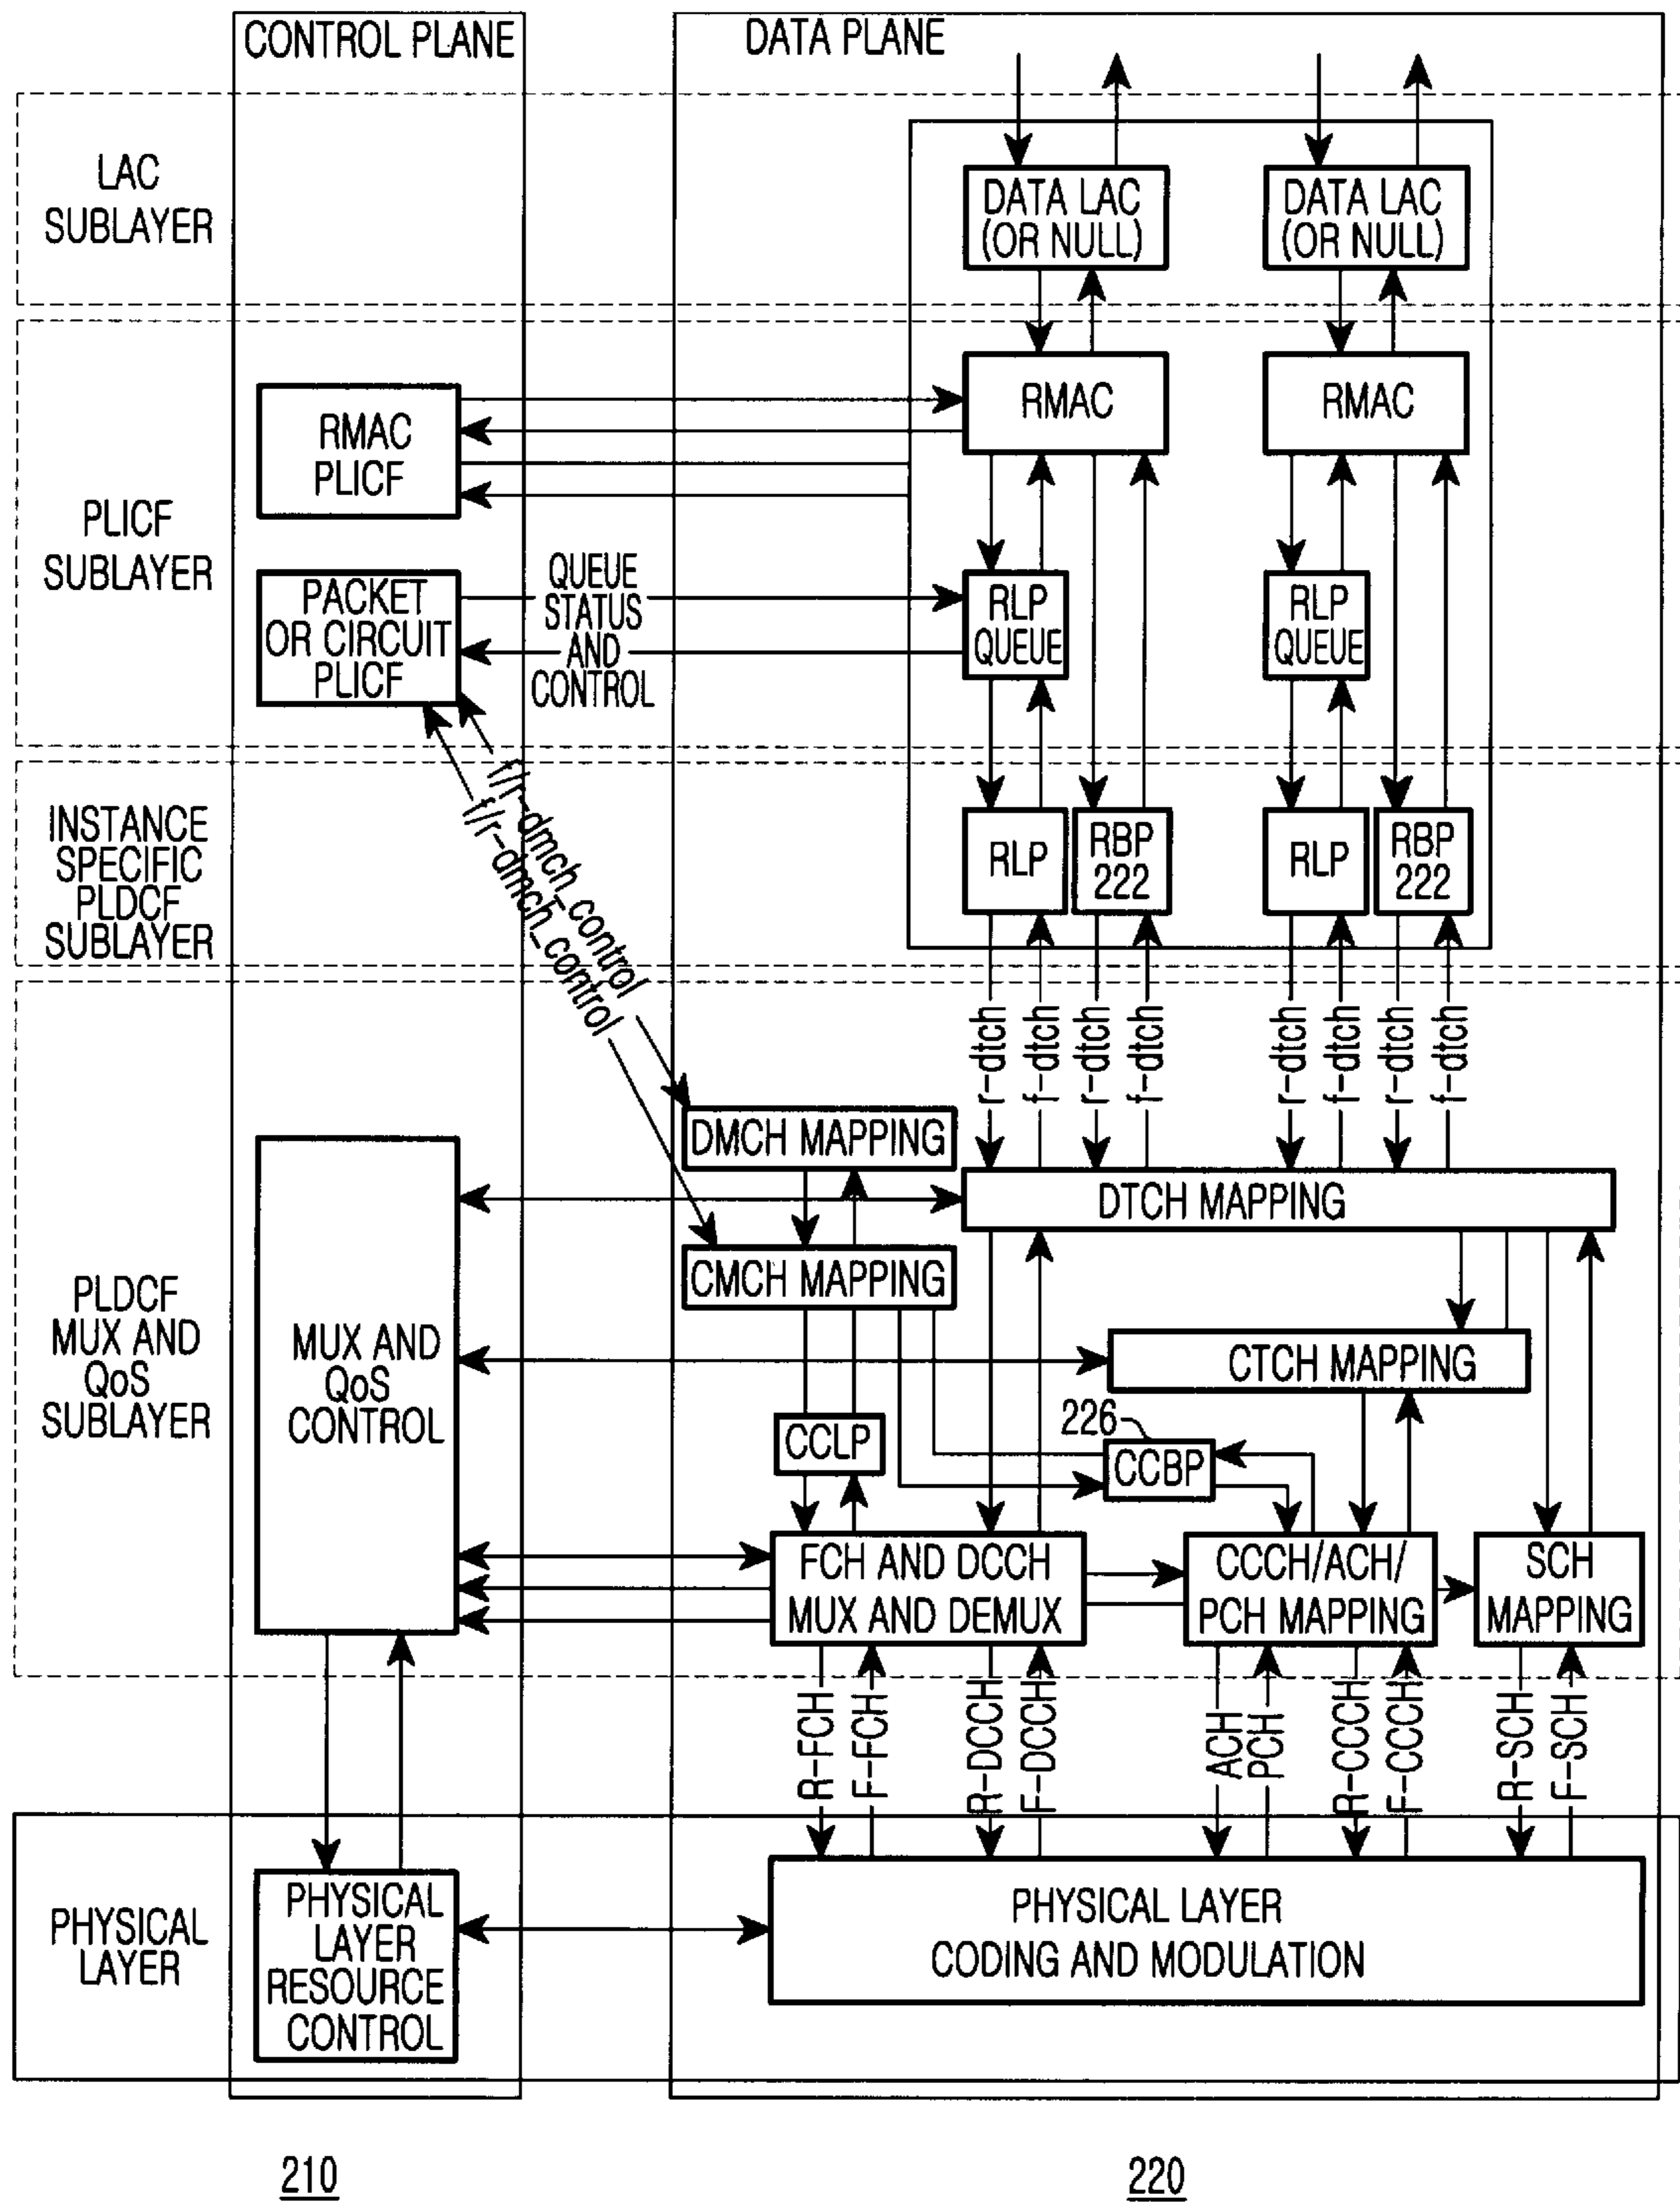 CONTROL PLANE
DATA PLANE
LAC
SUBLAYER
DATA LAC
(OR NULL)
DATA LAC
(OR NULL)
PLICF
SUBLAYER
RMAC
PLICF
RMAC
RMAC
PACKET
OR CIRCUIT
PLICF
QUEUE
STATUS
AND
CONTROL
RLP
QUEUE
RLP
QUEUE
INSTANCE
SPECIFIC
PLDCF
SUBLAYER
f/r-dmch_control
f/r-dmch_control
RLP
RBP
222
RLP
RBP
222
r-dtch
f-dtch
r-dtch
f-dtch
r-dtch
f-dtch
r-dtch
f-dtch
PLDCF
MUX AND
QoS
SUBLAYER
MUX AND
QoS
CONTROL
DMCH MAPPING
DTCH MAPPING
CMCH MAPPING
CTCH MAPPING
CCLP
226
CCBP
FCH AND DCCH
MUX AND DEMUX
CCCH/ACH/
PCH MAPPING
SCH
MAPPING
R-FCH
F-FCH
R-DCCH
F-DCCH
ACH
PCH
R-CCCH
F-CCCH
R-SCH
F-SCH
PHYSICAL
LAYER
PHYSICAL
LAYER
RESOURCE
CONTROL
PHYSICAL LAYER
CODING AND MODULATION
210
220